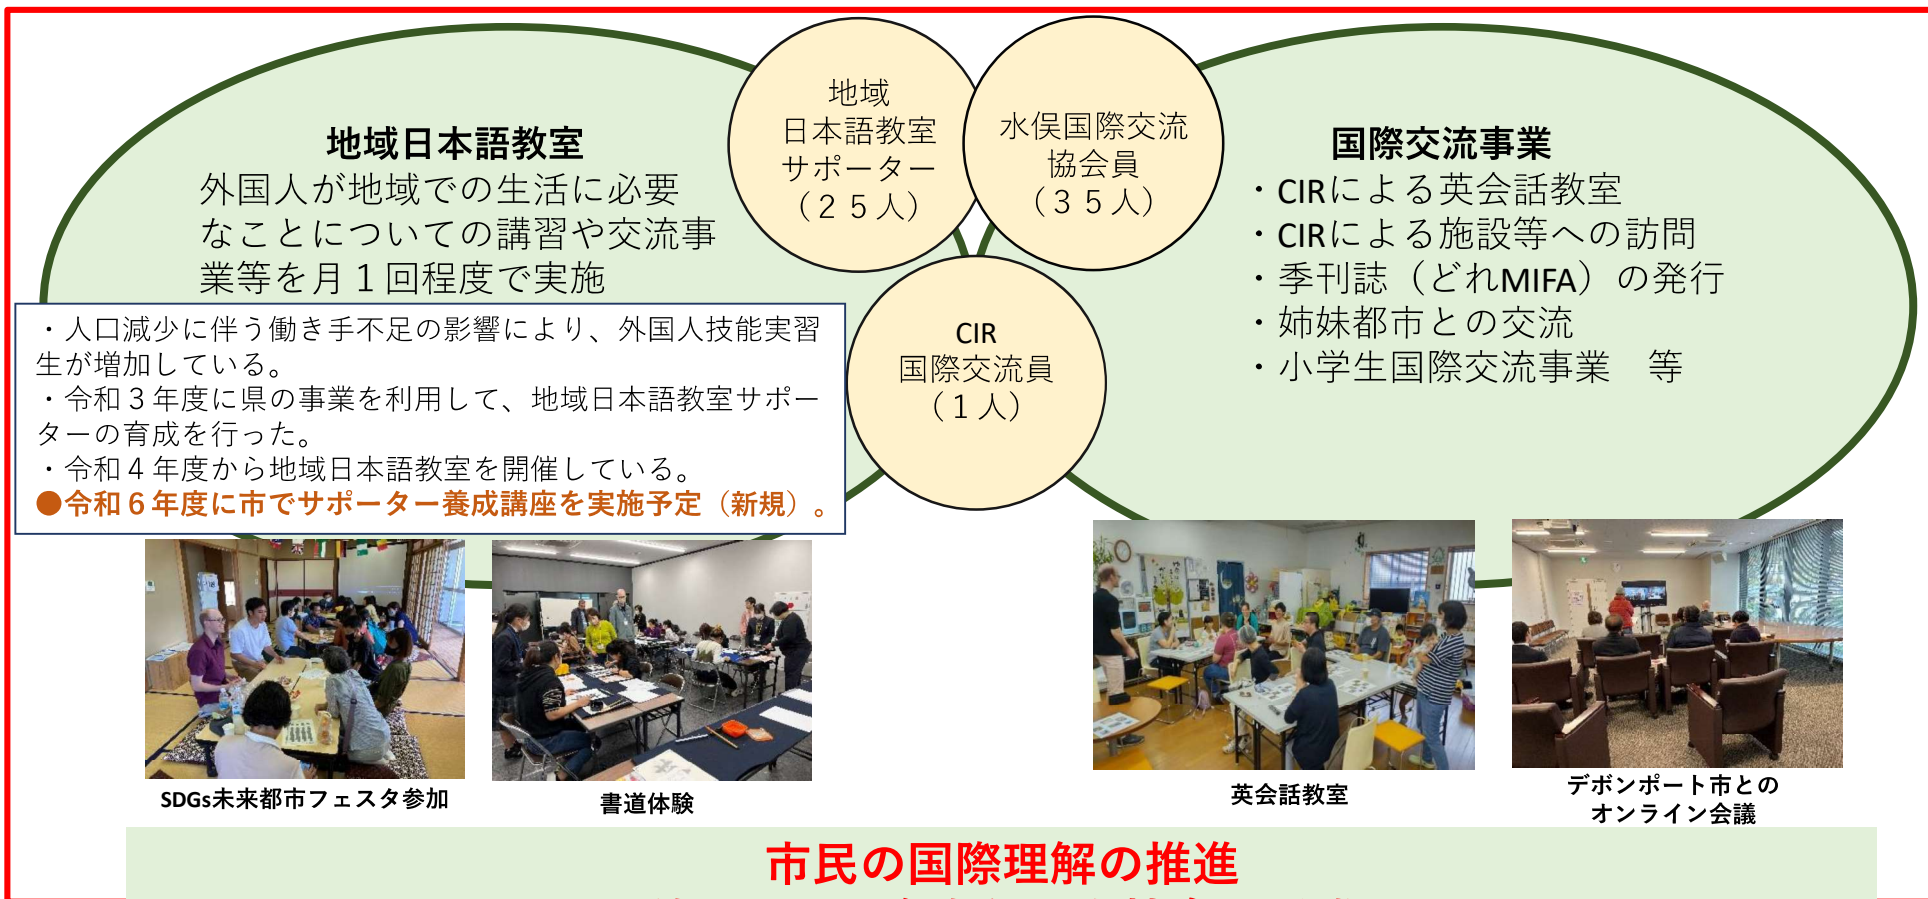 地域日本語教室
外国人が地域での生活に必要
なことについての講習や交流事
業等を月１回程度で実施
・人口減少に伴う働き手不足の影響により、外国人技能実習
生が増加している。
・令和３年度に県の事業を利用して、地域日本語教室サポー
ターの育成を行った。
・令和４年度から地域日本語教室を開催している。
●令和６年度に市でサポーター養成講座を実施予定（新規）。
地域
日本語教室
サポーター
（２５人）
水俣国際交流
協会員
（３５人）
CIR
国際交流員
（１人）
国際交流事業
・CIRによる英会話教室
・CIRによる施設等への訪問
・季刊誌（どれMIFA）の発行
・姉妹都市との交流
・小学生国際交流事業　等
SDGs未来都市フェスタ参加
書道体験
英会話教室
デボンポート市との
オンライン会議
市民の国際理解の推進